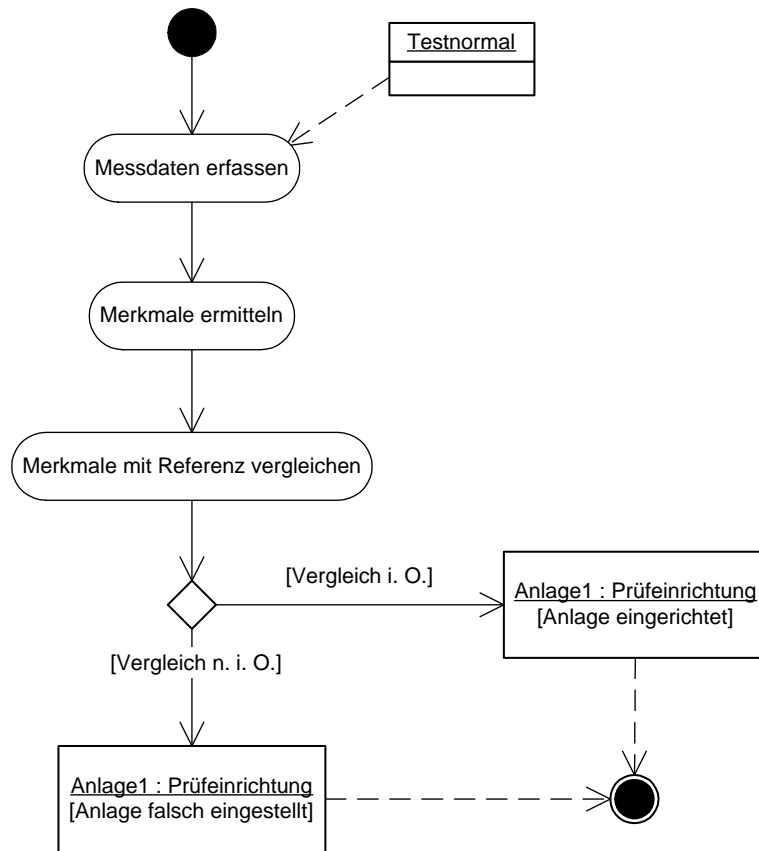 Testnormal
Messdaten erfassen
Merkmale ermitteln
Merkmale mit Referenz vergleichen
[Vergleich i. O.]
Anlage1 : Prüfeinrichtung
[Anlage eingerichtet]
[Vergleich n. i. O.]
Anlage1 : Prüfeinrichtung
[Anlage falsch eingestellt]